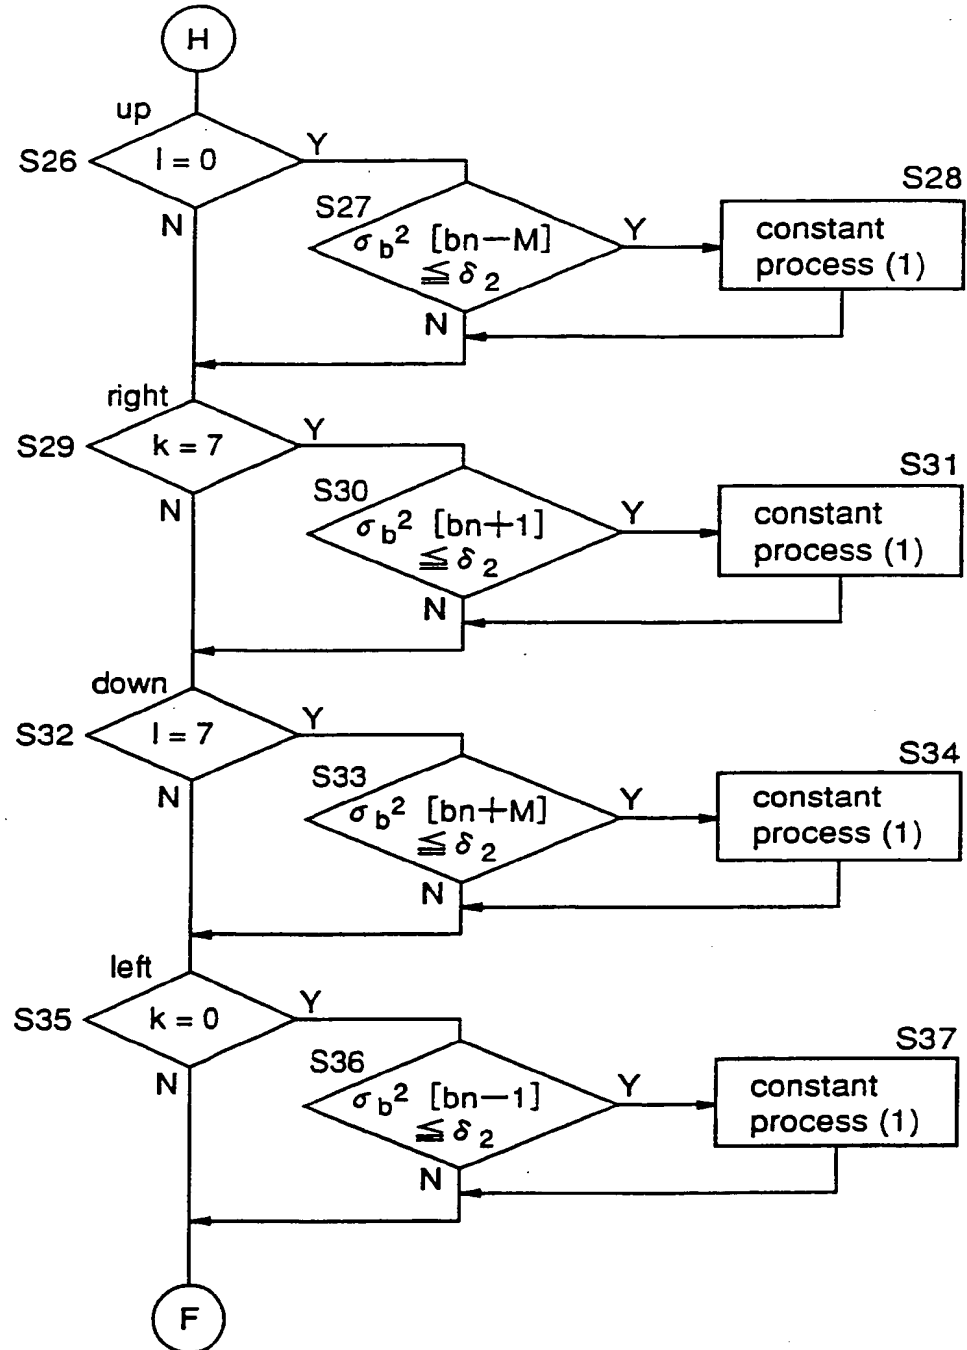 H
up
S26
l = 0
Y
N
S27
σb² [bn−M]
≦ δ2
Y
N
S28
constant
process (1)
right
S29
k = 7
Y
N
S30
σb² [bn+1]
≦ δ2
Y
N
S31
constant
process (1)
down
S32
l = 7
Y
N
S33
σb² [bn+M]
≦ δ2
Y
N
S34
constant
process (1)
left
S35
k = 0
Y
N
S36
σb² [bn−1]
≦ δ2
Y
N
S37
constant
process (1)
F